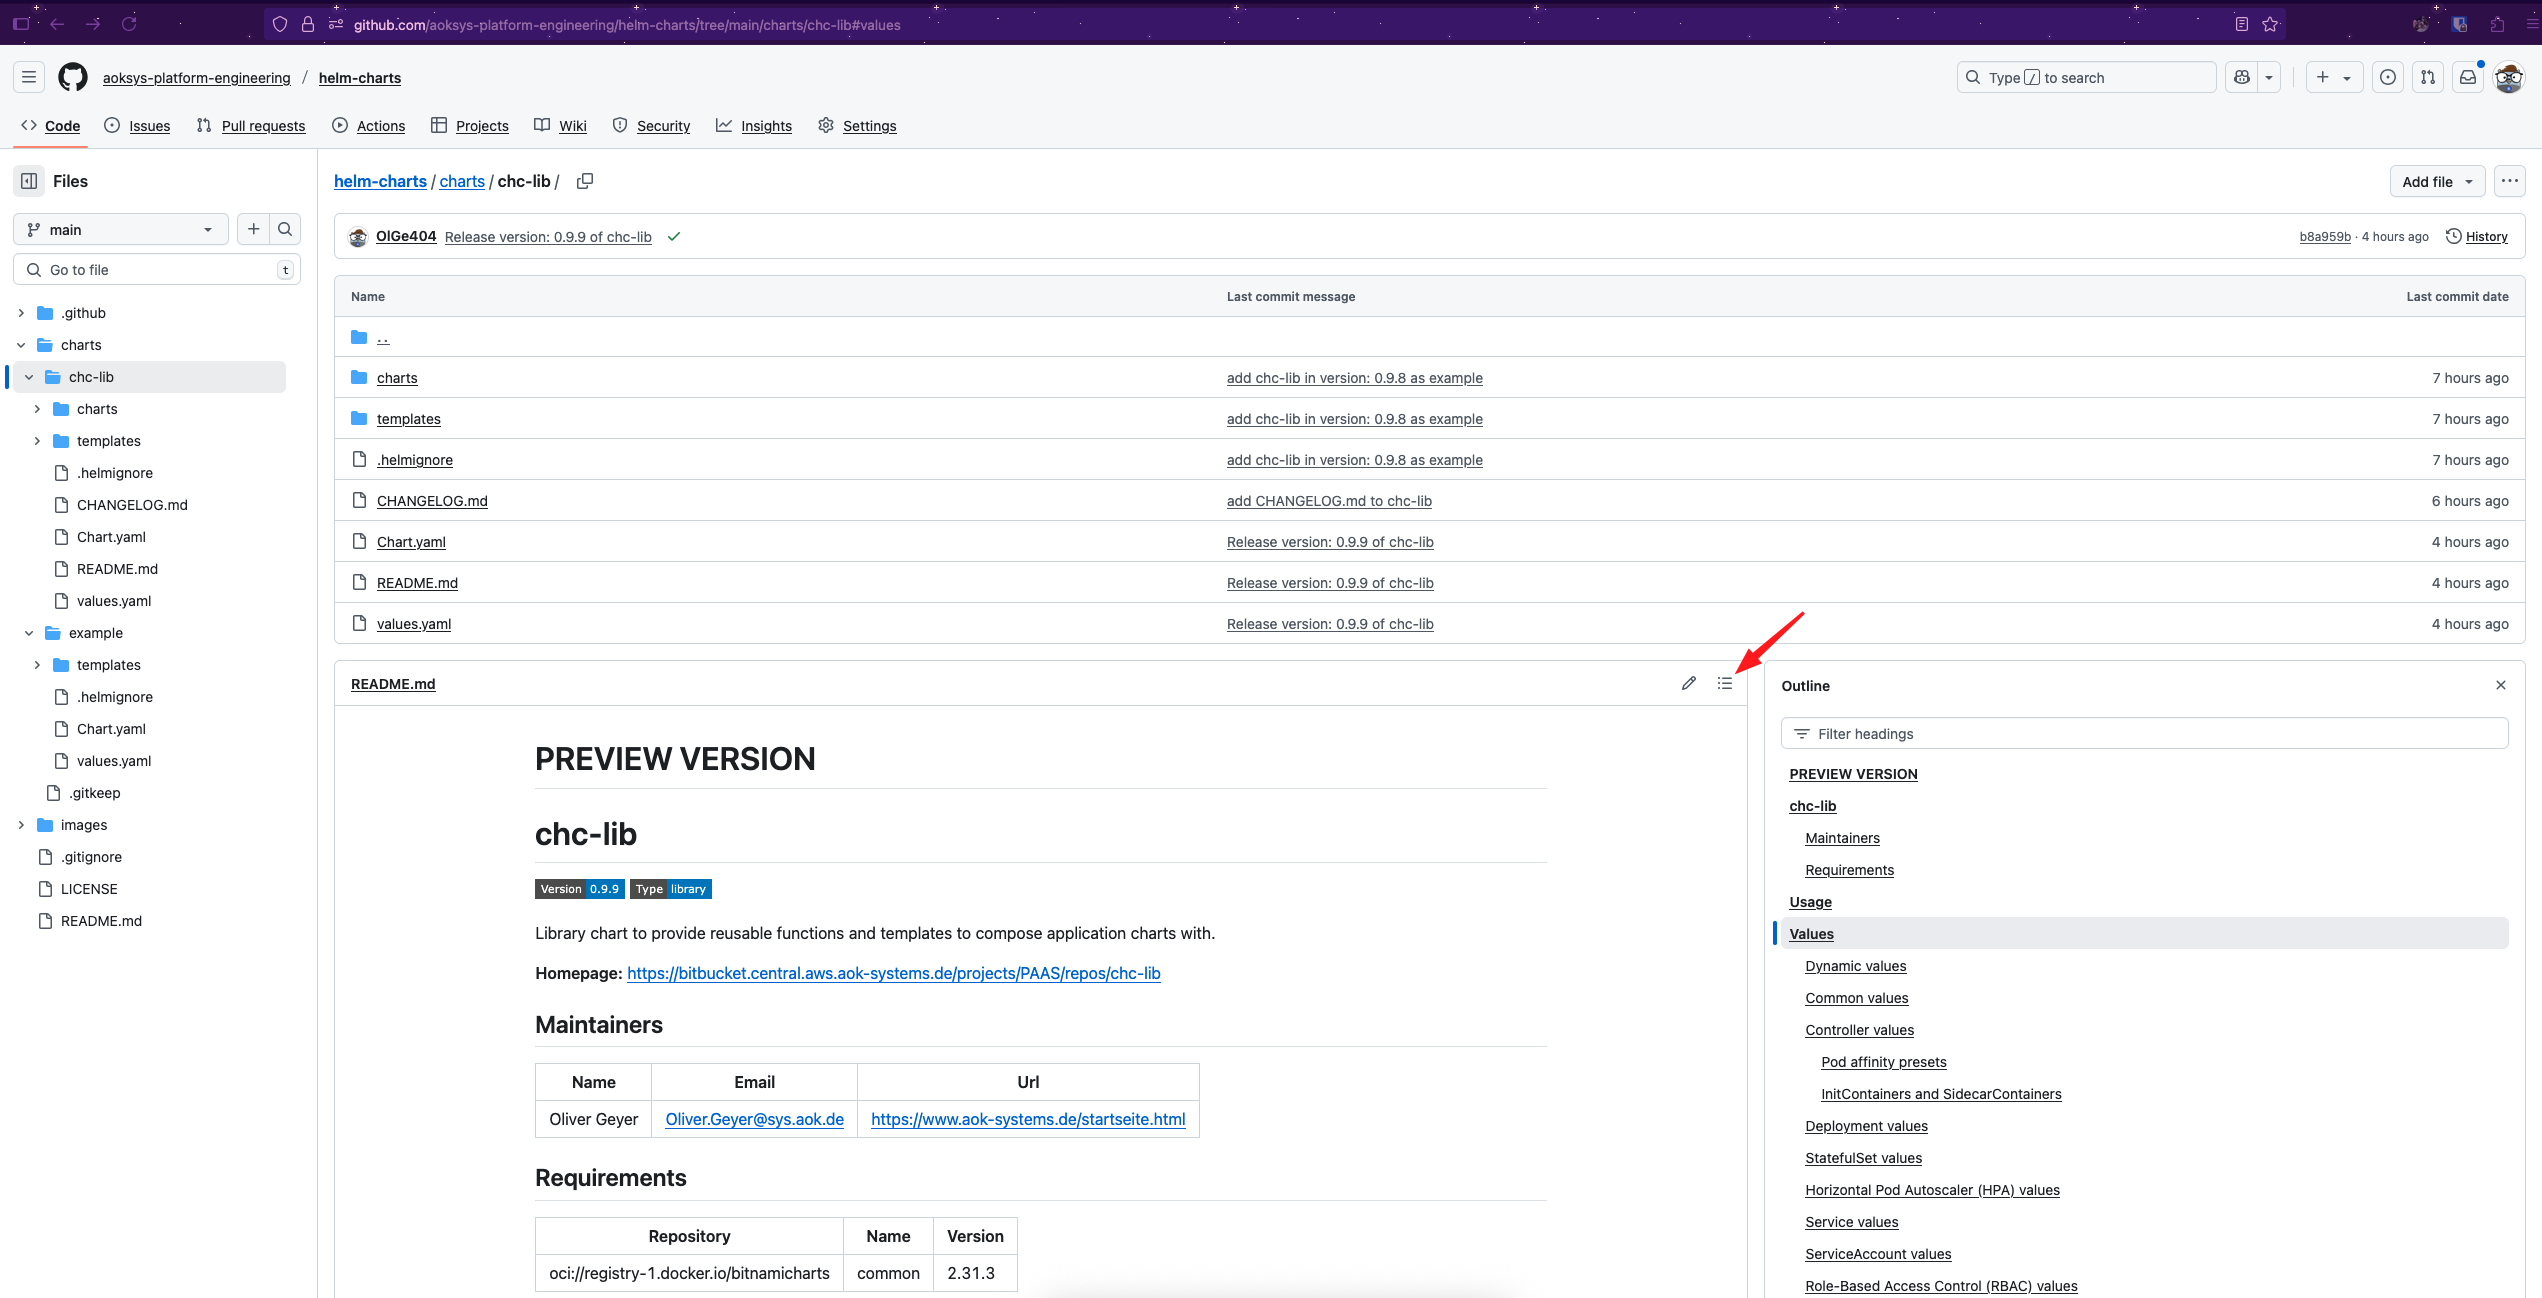 github.com/aoksys-platform-engineering/helm-charts/tree/main/charts/chc-lib#values
aoksys-platform-engineering / helm-charts
Type / to search
Code
Issues
Pull requests
Actions
Projects
Wiki
Security
Insights
Settings
Files
main
Go to file
t
.github
charts
chc-lib
charts
templates
.helmignore
CHANGELOG.md
Chart.yaml
README.md
values.yaml
example
templates
.helmignore
Chart.yaml
values.yaml
.gitkeep
images
.gitignore
LICENSE
README.md
helm-charts / charts / chc-lib /
Add file
OlGe404 Release version: 0.9.9 of chc-lib
b8a959b · 4 hours ago
History
Name Last commit message Last commit date
..
charts add chc-lib in version: 0.9.8 as example 7 hours ago
templates add chc-lib in version: 0.9.8 as example 7 hours ago
.helmignore add chc-lib in version: 0.9.8 as example 7 hours ago
CHANGELOG.md add CHANGELOG.md to chc-lib 6 hours ago
Chart.yaml Release version: 0.9.9 of chc-lib 4 hours ago
README.md Release version: 0.9.9 of chc-lib 4 hours ago
values.yaml Release version: 0.9.9 of chc-lib 4 hours ago
README.md
PREVIEW VERSION
chc-lib
Version 0.9.9 Type library
Library chart to provide reusable functions and templates to compose application charts with.
Homepage: https://bitbucket.central.aws.aok-systems.de/projects/PAAS/repos/chc-lib
Maintainers
Name Email Url
Oliver Geyer Oliver.Geyer@sys.aok.de https://www.aok-systems.de/startseite.html
Requirements
Repository Name Version
oci://registry-1.docker.io/bitnamicharts common 2.31.3
Outline
Filter headings
PREVIEW VERSION
chc-lib
Maintainers
Requirements
Usage
Values
Dynamic values
Common values
Controller values
Pod affinity presets
InitContainers and SidecarContainers
Deployment values
StatefulSet values
Horizontal Pod Autoscaler (HPA) values
Service values
ServiceAccount values
Role-Based Access Control (RBAC) values